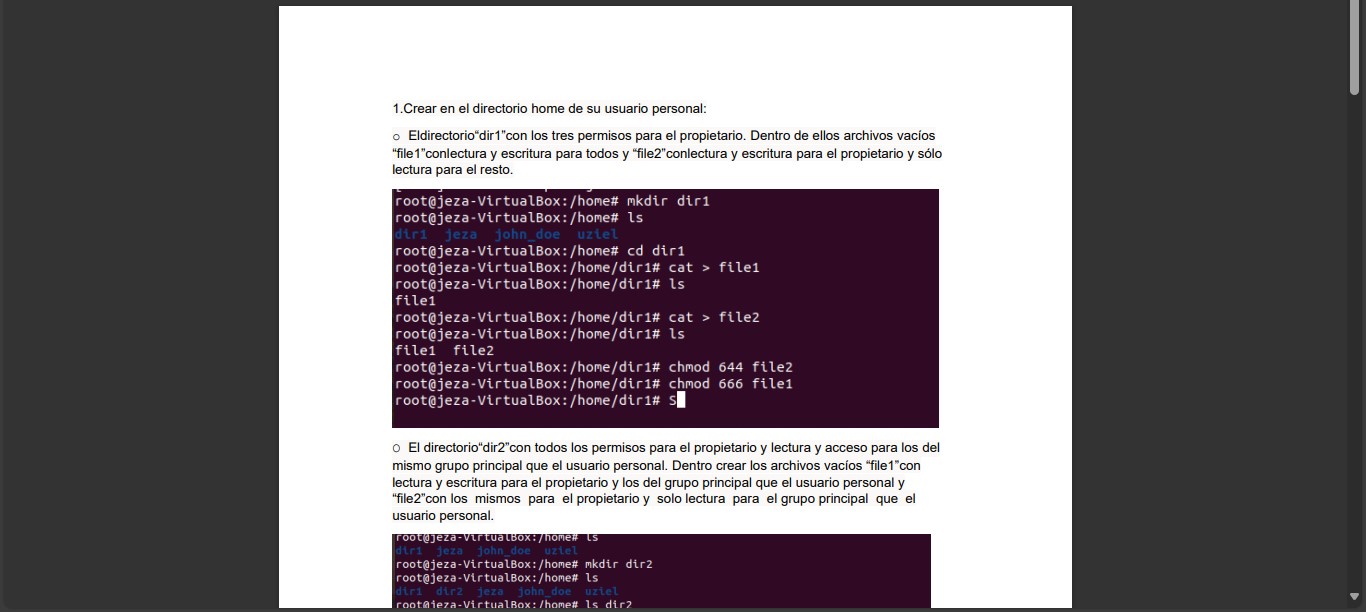 1.Crear en el directorio home de su usuario personal:
○ Eldirectorio“dir1”con los tres permisos para el propietario. Dentro de ellos archivos vacíos
“file1”conlectura y escritura para todos y “file2”conlectura y escritura para el propietario y sólo
lectura para el resto.
root@jeza-VirtualBox:/home# mkdir dir1
root@jeza-VirtualBox:/home# ls
dir1 jeza john_doe uziel
root@jeza-VirtualBox:/home# cd dir1
root@jeza-VirtualBox:/home/dir1# cat > file1
root@jeza-VirtualBox:/home/dir1# ls
file1
root@jeza-VirtualBox:/home/dir1# cat > file2
root@jeza-VirtualBox:/home/dir1# ls
file1 file2
root@jeza-VirtualBox:/home/dir1# chmod 644 file2
root@jeza-VirtualBox:/home/dir1# chmod 666 file1
root@jeza-VirtualBox:/home/dir1# S
○ El directorio“dir2”con todos los permisos para el propietario y lectura y acceso para los del
mismo grupo principal que el usuario personal. Dentro crear los archivos vacíos “file1”con
lectura y escritura para el propietario y los del grupo principal que el usuario personal y
“file2”con los mismos para el propietario y solo lectura para el grupo principal que el
usuario personal.
root@jeza-VirtualBox:/home# ls
dir1 jeza john_doe uziel
root@jeza-VirtualBox:/home# mkdir dir2
root@jeza-VirtualBox:/home# ls
dir1 dir2 jeza john_doe uziel
root@jeza-VirtualBox:/home# ls dir2